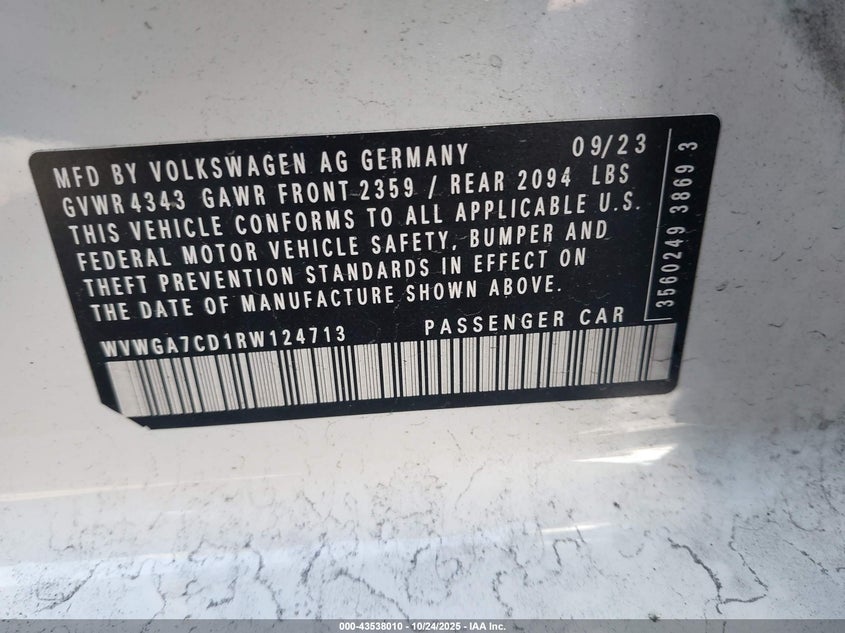 MFD BY VOLKSWAGEN AG GERMANY 09/23
GVWR 4343 GAWR FRONT 2359 / REAR 2094 LBS
THIS VEHICLE CONFORMS TO ALL APPLICABLE U.S.
FEDERAL MOTOR VEHICLE SAFETY, BUMPER AND
THEFT PREVENTION STANDARDS IN EFFECT ON
THE DATE OF MANUFACTURE SHOWN ABOVE.
WVWGA7CD1RW124713 PASSENGER CAR
3560249 3869 3
000-43538010 - 10/24/2025 - IAA Inc.